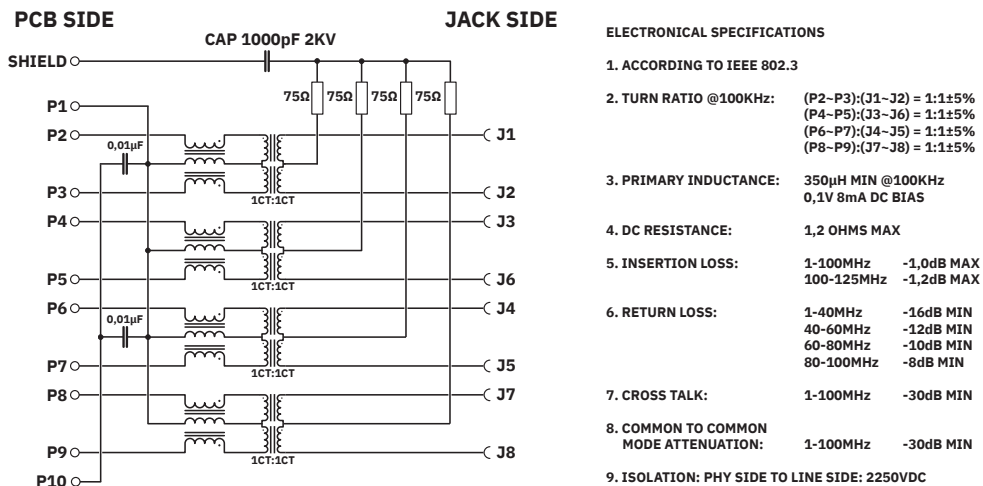 PCB SIDE
JACK SIDE
CAP 1000pF 2KV
SHIELD
75Ω 75Ω 75Ω 75Ω
P1
P2
J1
0,01µF
P3
J2
1CT:1CT
P4
J3
P5
J6
1CT:1CT
P6
J4
0,01µF
P7
J5
1CT:1CT
P8
J7
P9
J8
1CT:1CT
P10
ELECTRONICAL SPECIFICATIONS
1. ACCORDING TO IEEE 802.3
2. TURN RATIO @100KHz: (P2~P3):(J1~J2) = 1:1±5%
(P4~P5):(J3~J6) = 1:1±5%
(P6~P7):(J4~J5) = 1:1±5%
(P8~P9):(J7~J8) = 1:1±5%
3. PRIMARY INDUCTANCE: 350µH MIN @100KHz
0,1V 8mA DC BIAS
4. DC RESISTANCE: 1,2 OHMS MAX
5. INSERTION LOSS: 1-100MHz -1,0dB MAX
100-125MHz -1,2dB MAX
6. RETURN LOSS: 1-40MHz -16dB MIN
40-60MHz -12dB MIN
60-80MHz -10dB MIN
80-100MHz -8dB MIN
7. CROSS TALK: 1-100MHz -30dB MIN
8. COMMON TO COMMON
MODE ATTENUATION: 1-100MHz -30dB MIN
9. ISOLATION: PHY SIDE TO LINE SIDE: 2250VDC